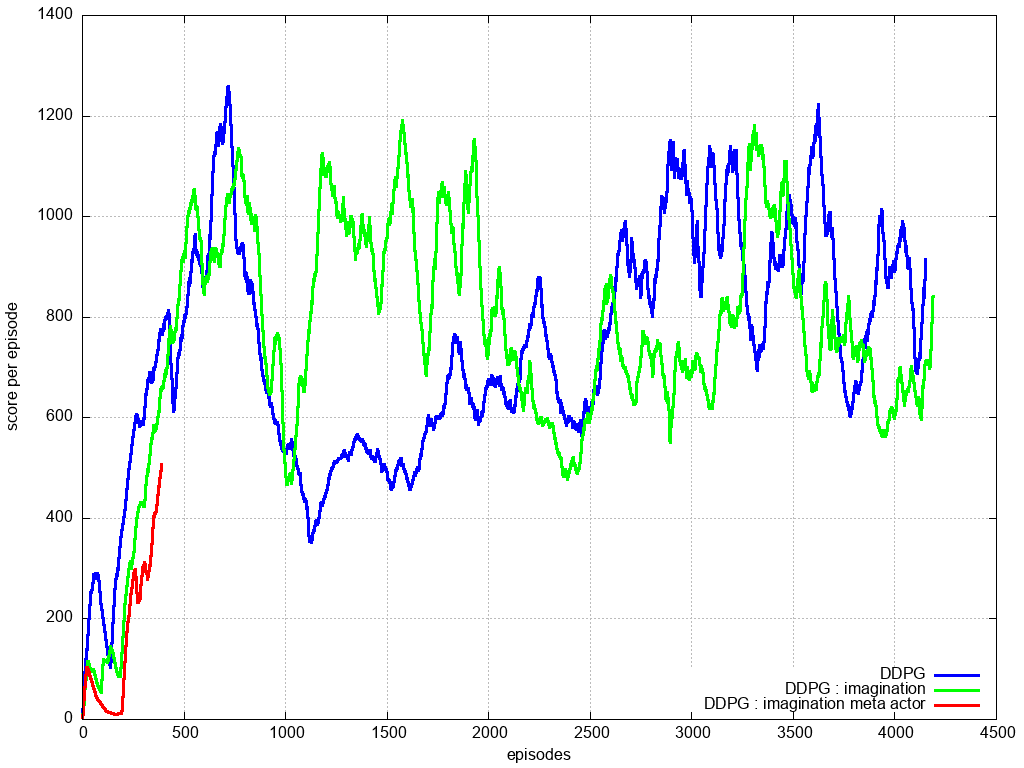 1400
1200
1000
800
600
400
200
0
score per episode
0 500 1000 1500 2000 2500 3000 3500 4000 4500
episodes
DDPG
DDPG : imagination
DDPG : imagination meta actor